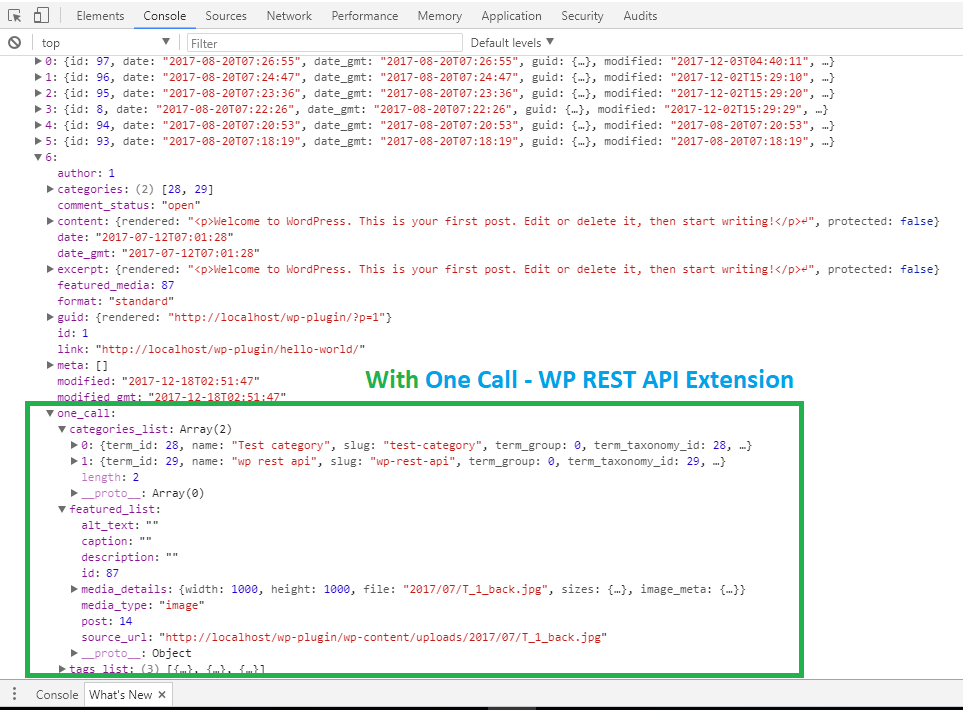 Elements Console Sources Network Performance Memory Application Security Audits
top Filter Default levels
0: {id: 97, date: "2017-08-20T07:26:55", date_gmt: "2017-08-20T07:26:55", guid: {…}, modified: "2017-12-03T04:40:11", …}
1: {id: 96, date: "2017-08-20T07:24:47", date_gmt: "2017-08-20T07:24:47", guid: {…}, modified: "2017-12-02T15:29:10", …}
2: {id: 95, date: "2017-08-20T07:23:36", date_gmt: "2017-08-20T07:23:36", guid: {…}, modified: "2017-12-02T15:29:20", …}
3: {id: 8, date: "2017-08-20T07:22:26", date_gmt: "2017-08-20T07:22:26", guid: {…}, modified: "2017-12-02T15:29:29", …}
4: {id: 94, date: "2017-08-20T07:20:53", date_gmt: "2017-08-20T07:20:53", guid: {…}, modified: "2017-08-20T07:20:53", …}
5: {id: 93, date: "2017-08-20T07:18:19", date_gmt: "2017-08-20T07:18:19", guid: {…}, modified: "2017-08-20T07:18:19", …}
6:
author: 1
categories: (2) [28, 29]
comment_status: "open"
content: {rendered: "<p>Welcome to WordPress. This is your first post. Edit or delete it, then start writing!</p>↵", protected: false}
date: "2017-07-12T07:01:28"
date_gmt: "2017-07-12T07:01:28"
excerpt: {rendered: "<p>Welcome to WordPress. This is your first post. Edit or delete it, then start writing!</p>↵", protected: false}
featured_media: 87
format: "standard"
guid: {rendered: "http://localhost/wp-plugin/?p=1"}
id: 1
link: "http://localhost/wp-plugin/hello-world/"
meta: []
modified: "2017-12-18T02:51:47"
With One Call - WP REST API Extension
modified_gmt: "2017-12-18T02:51:47"
one_call:
categories_list: Array(2)
0: {term_id: 28, name: "Test category", slug: "test-category", term_group: 0, term_taxonomy_id: 28, …}
1: {term_id: 29, name: "wp rest api", slug: "wp-rest-api", term_group: 0, term_taxonomy_id: 29, …}
length: 2
__proto__: Array(0)
featured_list:
alt_text: ""
caption: ""
description: ""
id: 87
media_details: {width: 1000, height: 1000, file: "2017/07/T_1_back.jpg", sizes: {…}, image_meta: {…}}
media_type: "image"
post: 14
source_url: "http://localhost/wp-plugin/wp-content/uploads/2017/07/T_1_back.jpg"
__proto__: Object
tags_list: (3) [{…}, {…}, {…}]
Console What's New ×